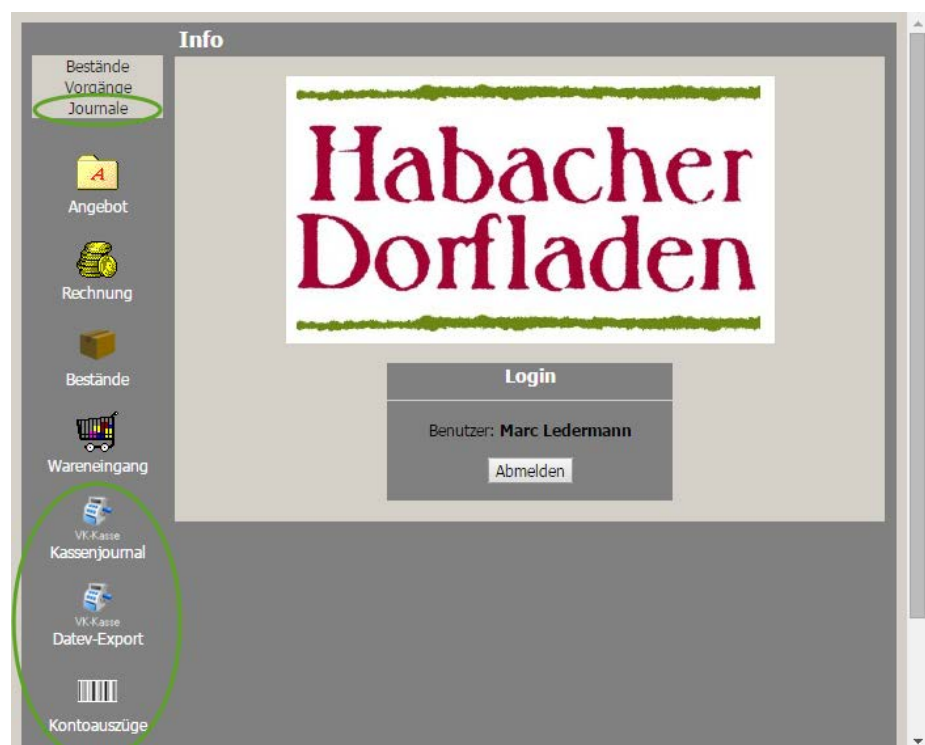 Info
Bestände
Vorgänge
Journale
A
Angebot
Rechnung
Bestände
Wareneingang
VK-Kasse
Kassenjournal
VK-Kasse
Datev-Export
Kontoauszüge
Habacher
Dorfladen
Login
Benutzer: Marc Ledermann
Abmelden